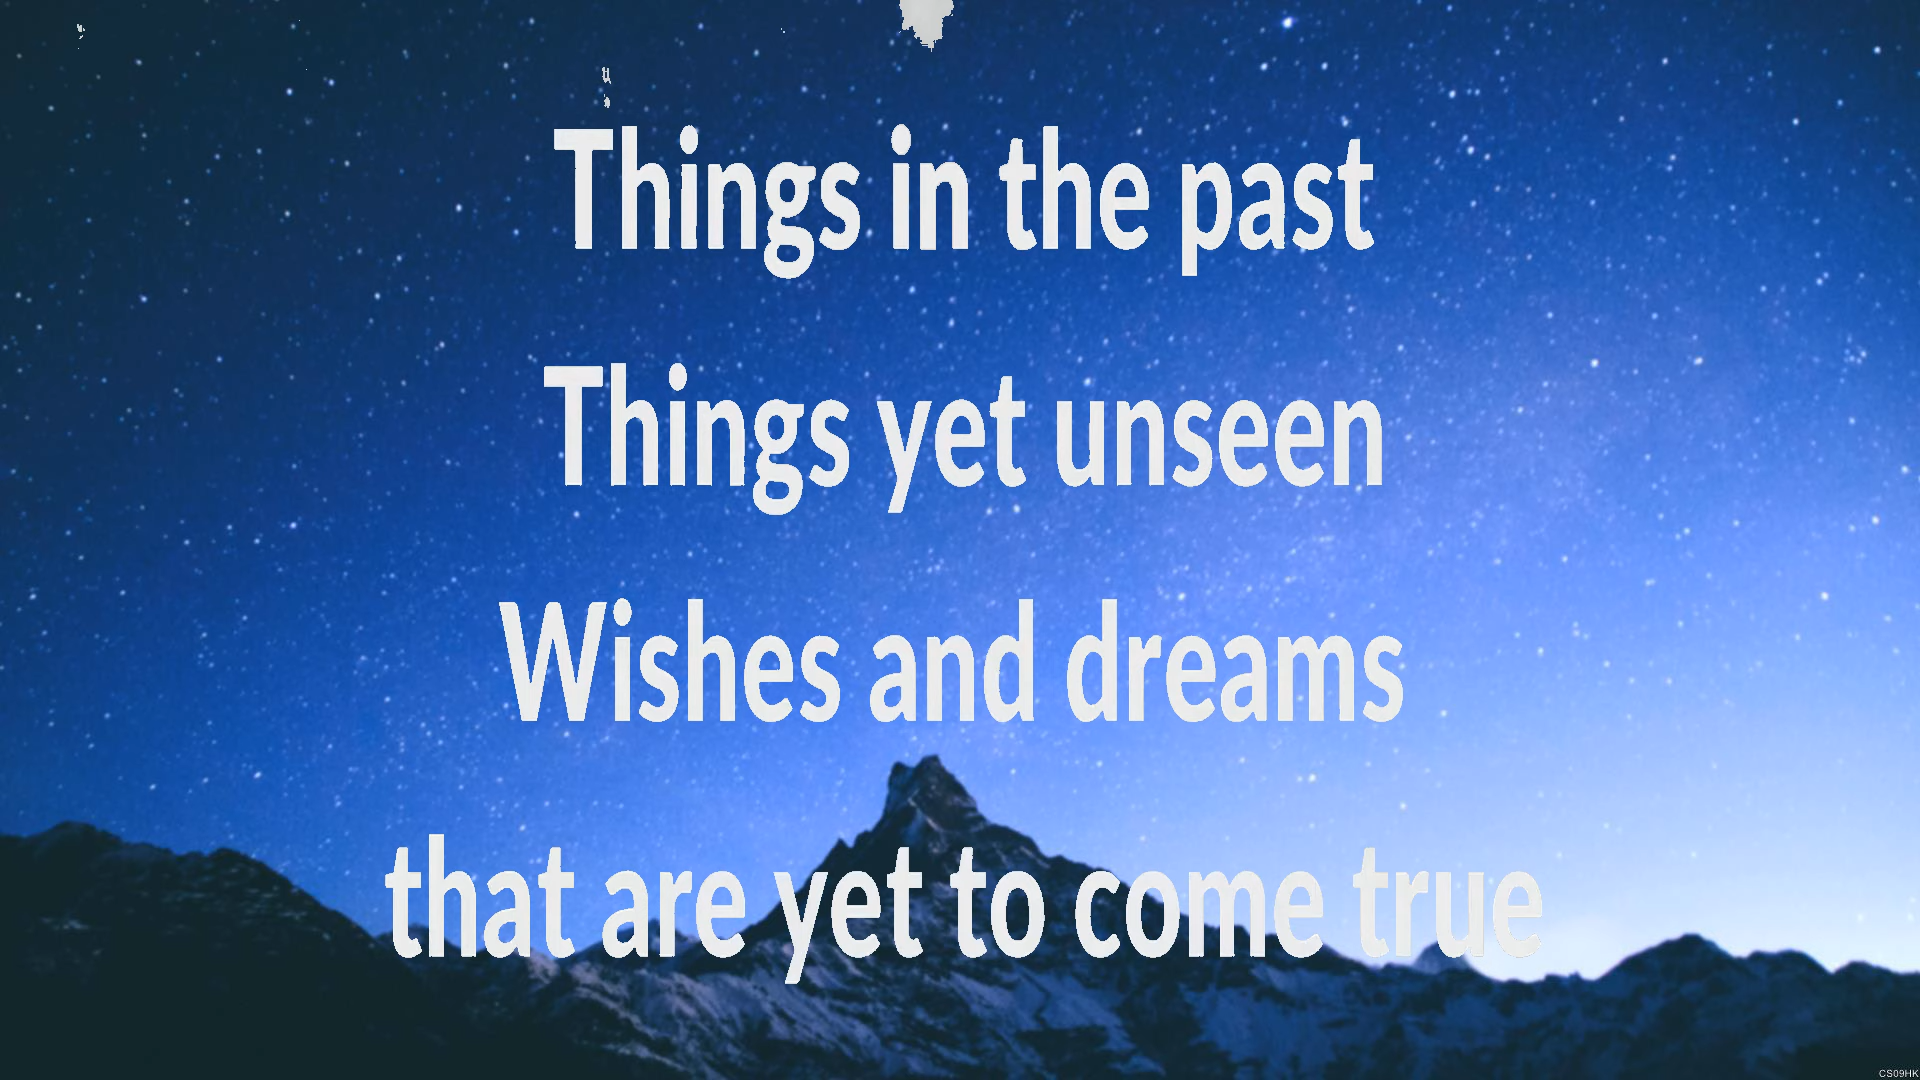 Things in the past
Things yet unseen
Wishes and dreams
that are yet to come true
CS09HK